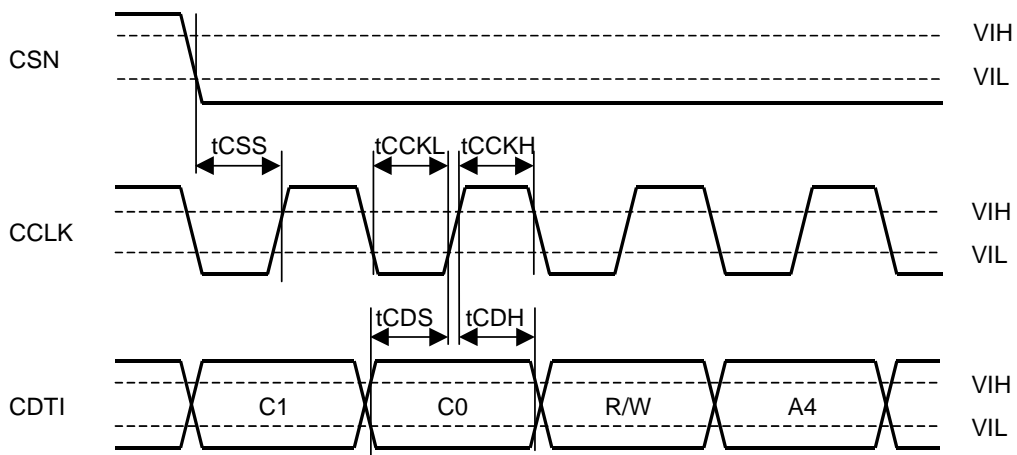 CSN
VIH
VIL
tCSS
tCCKL
tCCKH
CCLK
VIH
VIL
tCDS
tCDH
CDTI
C1
C0
R/W
A4
VIH
VIL